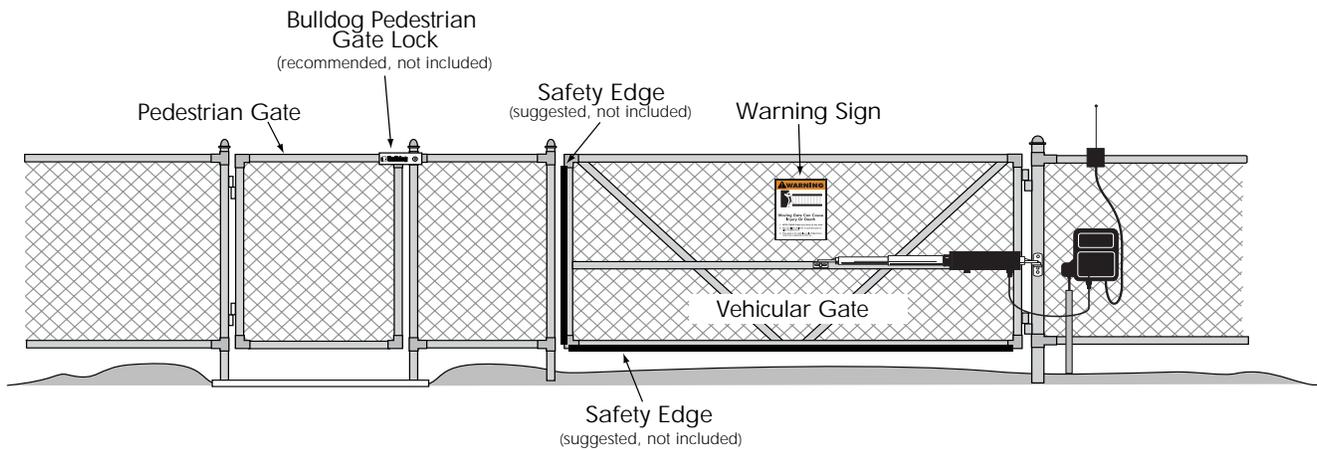 Bulldog Pedestrian
Gate Lock
(recommended, not included)
Pedestrian Gate
Safety Edge
(suggested, not included)
Warning Sign
Bulldog
WARNING
Moving Gate Can Cause
Injury Or Death
Vehicular Gate
Safety Edge
(suggested, not included)